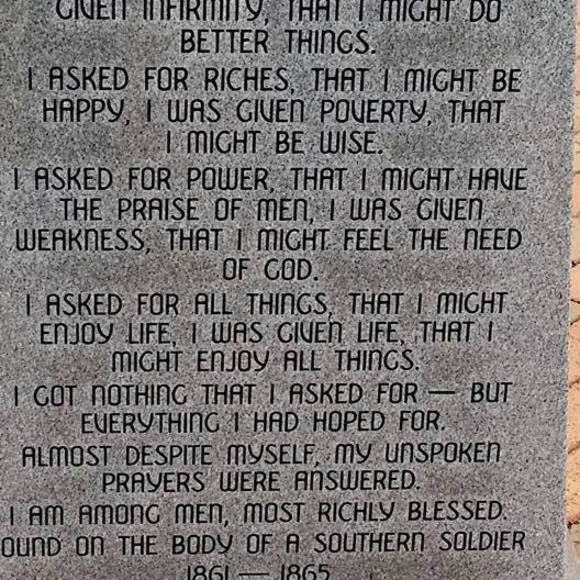 GIVEN INFIRMITY, THAT I MIGHT DO
BETTER THINGS.
I ASKED FOR RICHES, THAT I MIGHT BE
HAPPY, I WAS GIVEN POVERTY, THAT
I MIGHT BE WISE.
I ASKED FOR POWER, THAT I MIGHT HAVE
THE PRAISE OF MEN, I WAS GIVEN
WEAKNESS, THAT I MIGHT FEEL THE NEED
OF GOD.
I ASKED FOR ALL THINGS, THAT I MIGHT
ENJOY LIFE, I WAS GIVEN LIFE, THAT I
MIGHT ENJOY ALL THINGS.
I GOT NOTHING THAT I ASKED FOR — BUT
EVERYTHING I HAD HOPED FOR.
ALMOST DESPITE MYSELF, MY UNSPOKEN
PRAYERS WERE ANSWERED.
I AM AMONG MEN, MOST RICHLY BLESSED.
OUND ON THE BODY OF A SOUTHERN SOLDIER
1861 — 1865